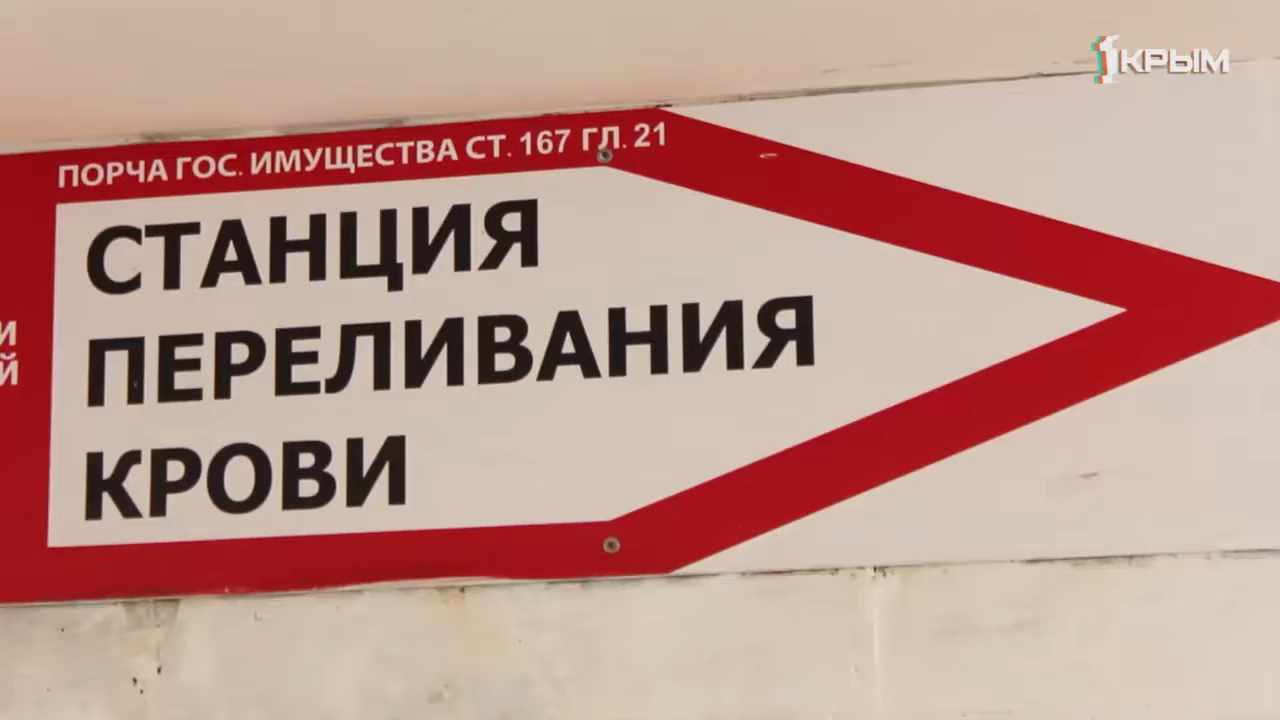 1КРЫМ
ПОРЧА ГОС. ИМУЩЕСТВА СТ. 167 ГЛ. 21
СТАНЦИЯ
ПЕРЕЛИВАНИЯ
КРОВИ